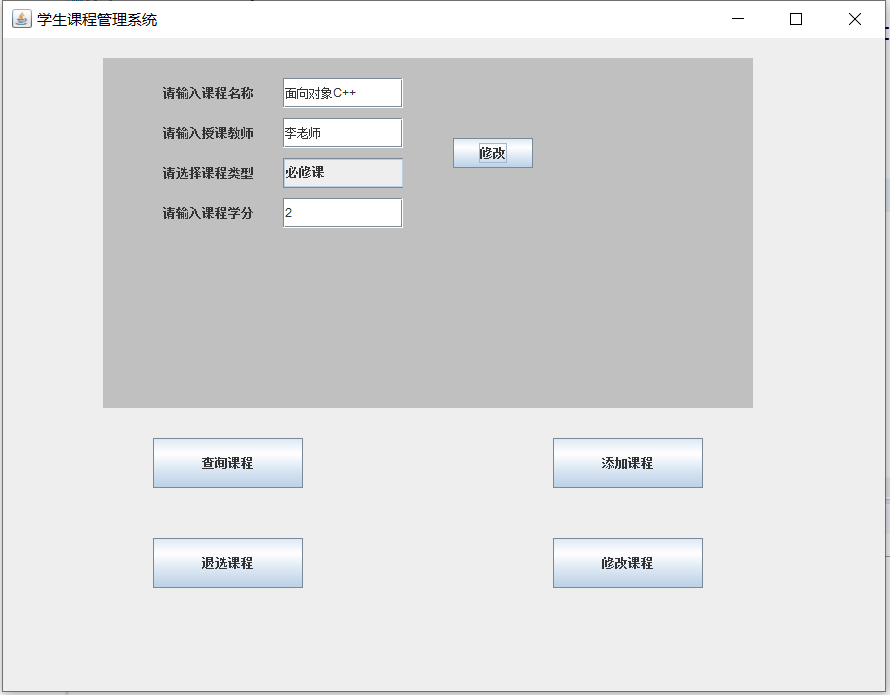 学生课程管理系统
请输入课程名称 面向对象C++
请输入授课教师 李老师
修改
请选择课程类型 必修课
请输入课程学分 2
查询课程 添加课程
退选课程 修改课程